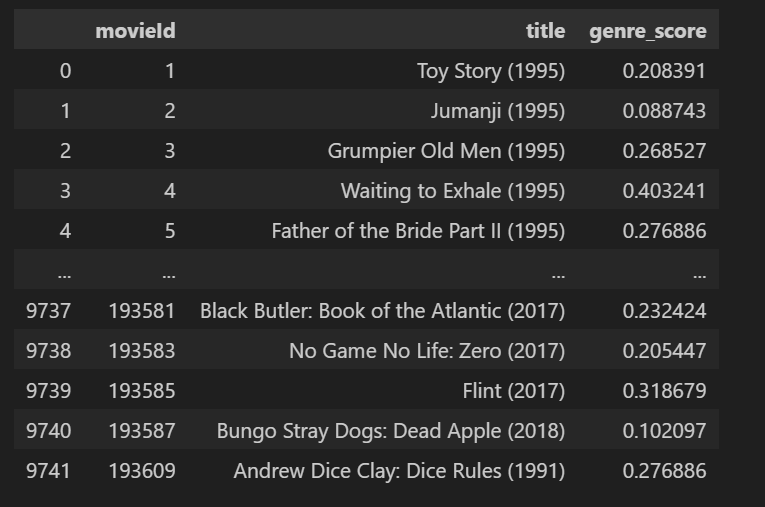 movieId title genre_score
0 1 Toy Story (1995) 0.208391
1 2 Jumanji (1995) 0.088743
2 3 Grumpier Old Men (1995) 0.268527
3 4 Waiting to Exhale (1995) 0.403241
4 5 Father of the Bride Part II (1995) 0.276886
... ... ... ...
9737 193581 Black Butler: Book of the Atlantic (2017) 0.232424
9738 193583 No Game No Life: Zero (2017) 0.205447
9739 193585 Flint (2017) 0.318679
9740 193587 Bungo Stray Dogs: Dead Apple (2018) 0.102097
9741 193609 Andrew Dice Clay: Dice Rules (1991) 0.276886